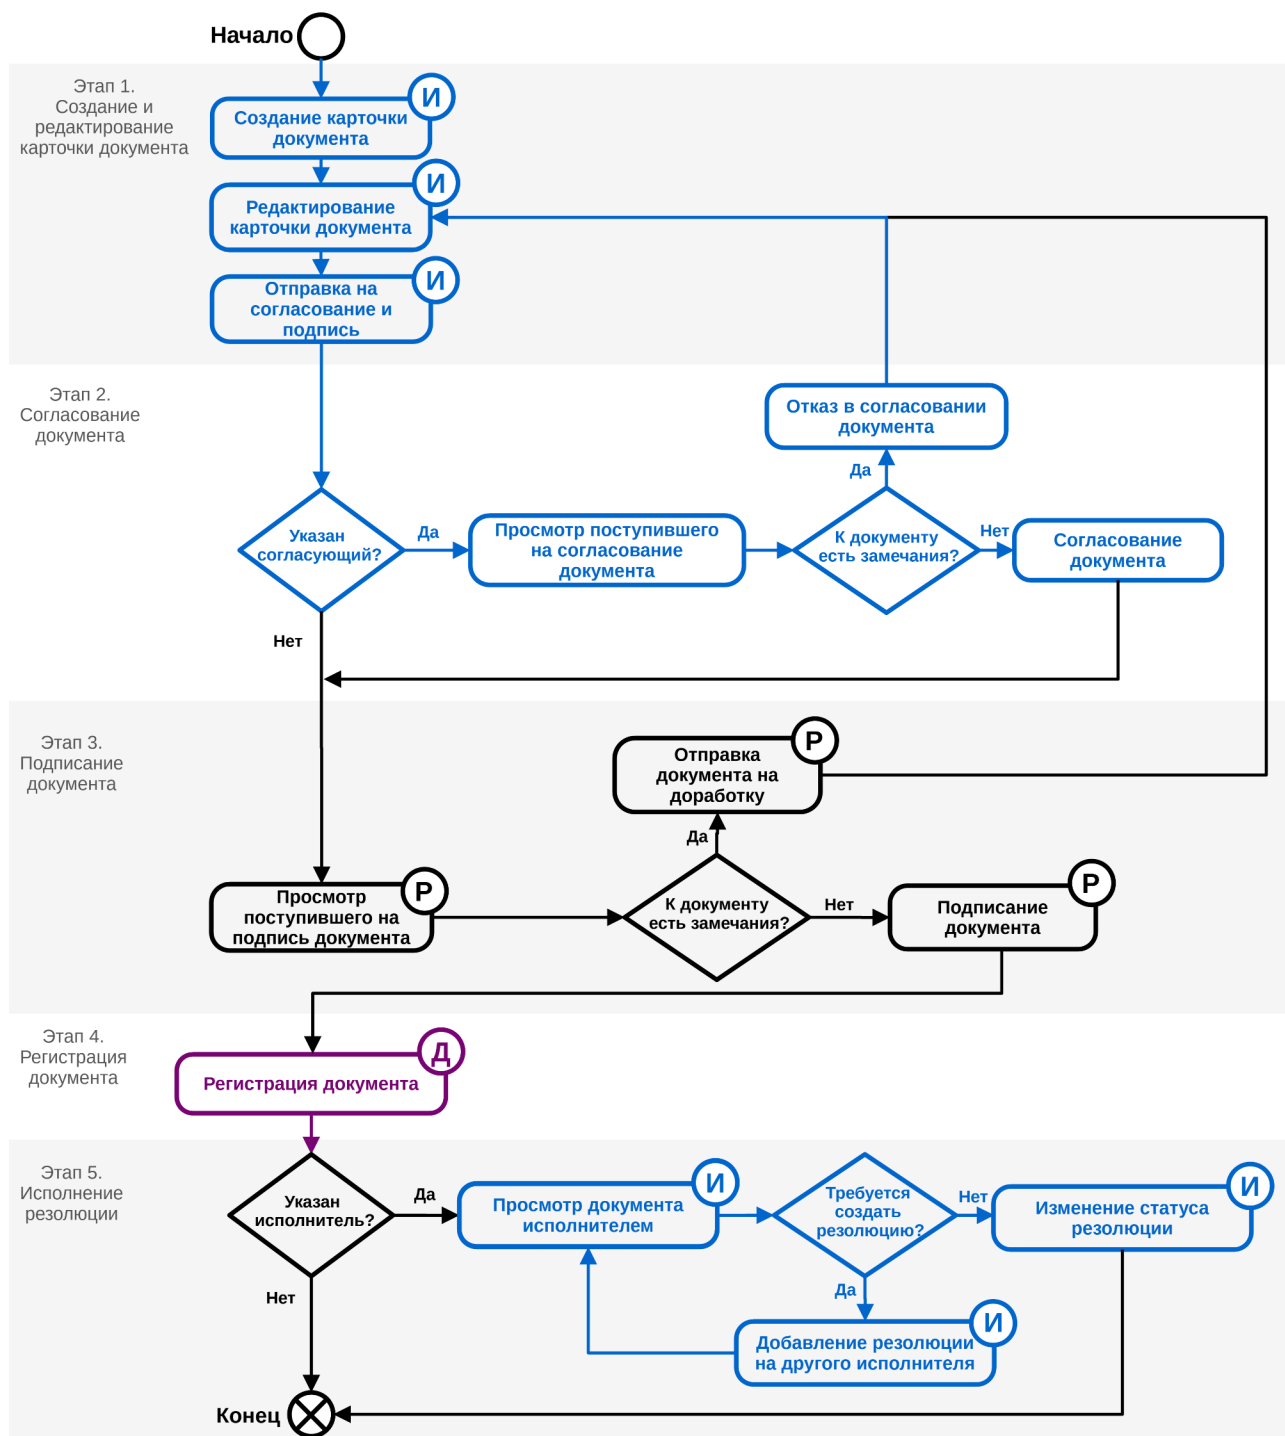 Начало
Этап 1.
Создание и
редактирование
карточки документа
И
Создание карточки
документа
И
Редактирование
карточки документа
И
Отправка на
согласование и
подпись
Этап 2.
Согласование
документа
Отказ в согласовании
документа
Да
Указан
согласующий?
Да
Просмотр поступившего
на согласование
документа
К документу
есть замечания?
Нет
Согласование
документа
Нет
Этап 3.
Подписание
документа
Р
Отправка
документа на
доработку
Да
Р
Просмотр
поступившего на
подпись документа
К документу
есть замечания?
Нет
Р
Подписание
документа
Этап 4.
Регистрация
документа
Д
Регистрация документа
Этап 5.
Исполнение
резолюции
Указан
исполнитель?
Да
И
Просмотр документа
исполнителем
Требуется
создать
резолюцию?
Нет
И
Изменение статуса
резолюции
Нет
Да
И
Добавление резолюции
на другого исполнителя
Конец